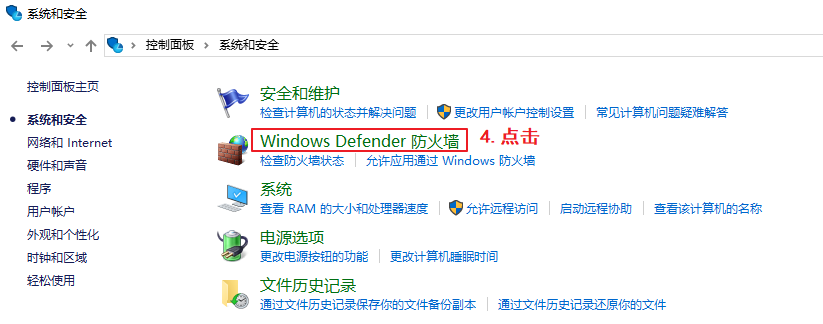 系统和安全
控制面板 系统和安全
控制面板主页
系统和安全
网络和 Internet
硬件和声音
程序
用户帐户
外观和个性化
时钟和区域
轻松使用
安全和维护
检查计算机的状态并解决问题 更改用户帐户控制设置 常见计算机问题疑难解答
Windows Defender 防火墙 4. 点击
检查防火墙状态 允许应用通过 Windows 防火墙
系统
查看 RAM 的大小和处理器速度 允许远程访问 启动远程协助 查看该计算机的名称
电源选项
更改电源按钮的功能 更改计算机睡眠时间
文件历史记录
通过文件历史记录保存你的文件备份副本 通过文件历史记录还原你的文件